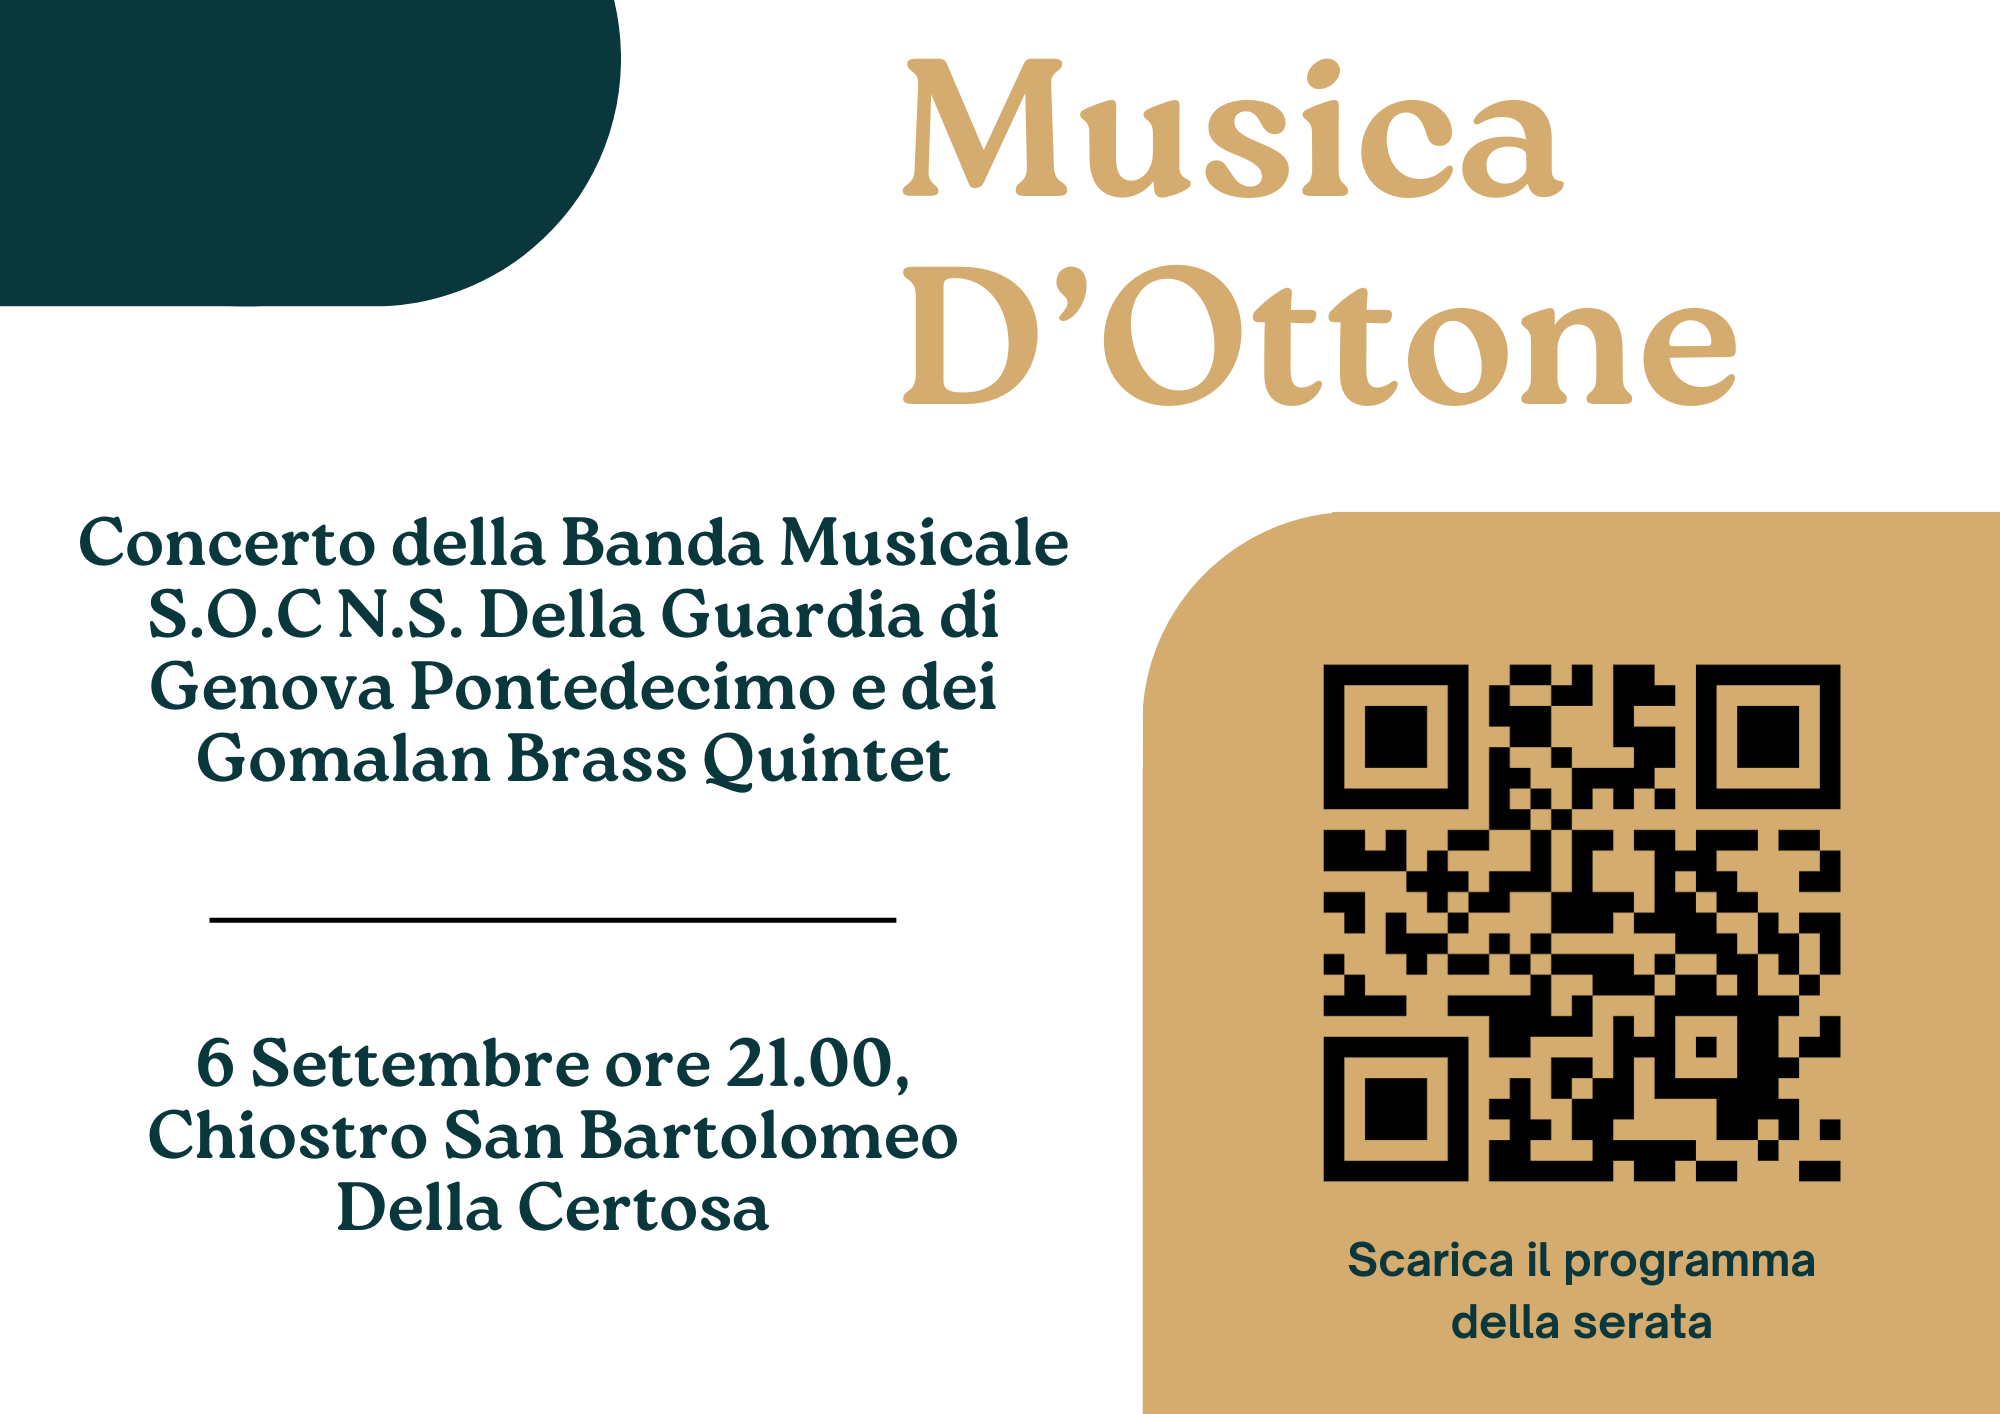 Musica
D’Ottone
Concerto della Banda Musicale
S.O.C N.S. Della Guardia di
Genova Pontedecimo e dei
Gomalan Brass Quintet
6 Settembre ore 21.00,
Chiostro San Bartolomeo
Della Certosa
Scarica il programma
della serata